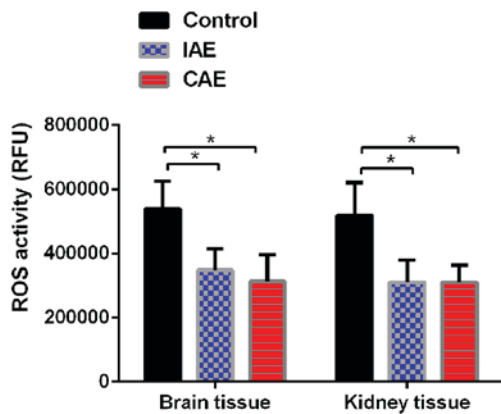 Control
IAE
CAE
ROS activity (RFU)
800000
600000
400000
200000
0
* *
* *
Brain tissue Kidney tissue